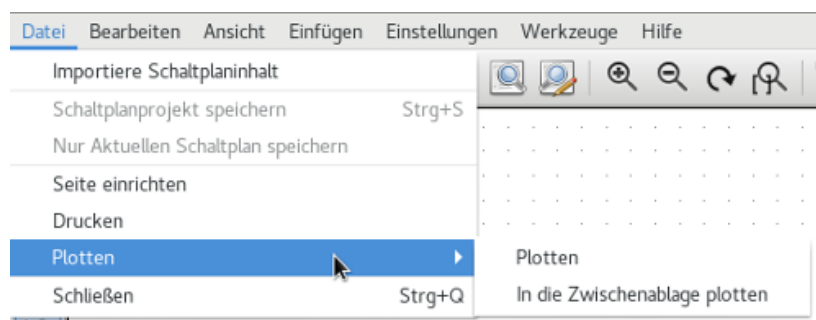 Datei Bearbeiten Ansicht Einfügen Einstellungen Werkzeuge Hilfe
Importiere Schaltplaninhalt
Schaltplanprojekt speichern Strg+S
Nur Aktuellen Schaltplan speichern
Seite einrichten
Drucken
Plotten
Plotten
Schließen Strg+Q
In die Zwischenablage plotten